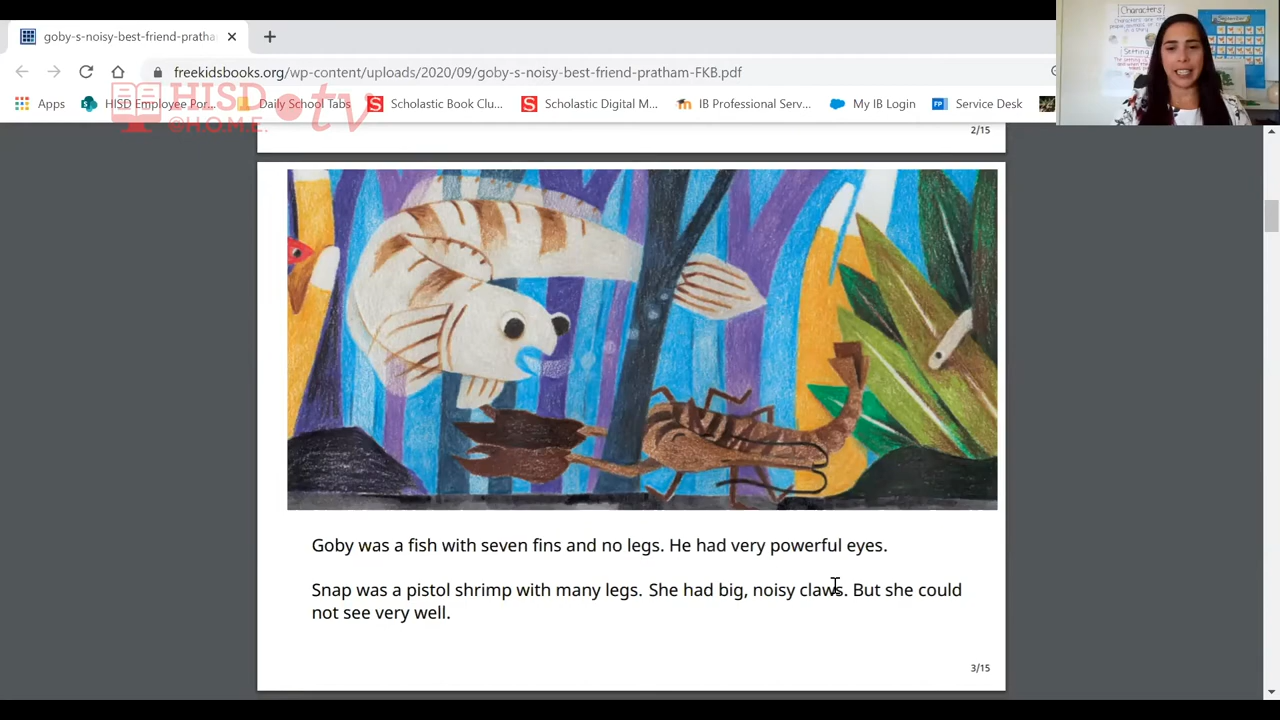 goby-s-noisy-best-friend-pratha
freekidsbooks.org/wp-content/uploads/2020/09/goby-s-noisy-best-friend-pratham-FKB.pdf
Apps HISD Employee Por... Daily School Tabs Scholastic Book Clu... Scholastic Digital M... IB Professional Serv... My IB Login FP Service Desk
HISD tv
@H.O.M.E.
Characters
September
2/15
Goby was a fish with seven fins and no legs. He had very powerful eyes.
Snap was a pistol shrimp with many legs. She had big, noisy claws. But she could
not see very well.
3/15